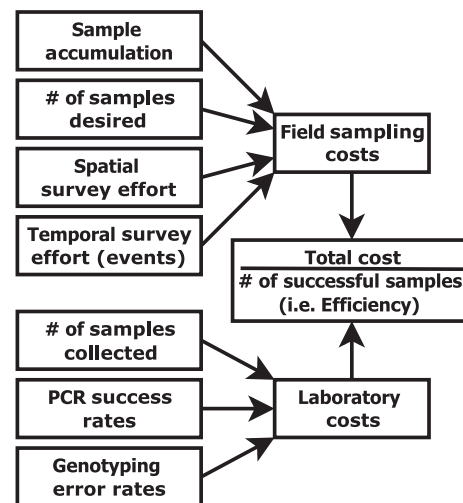 Sample
accumulation
# of samples
desired
Spatial
survey effort
Temporal survey
effort (events)
Field sampling
costs
Total cost
# of successful samples
(i.e. Efficiency)
# of samples
collected
PCR success
rates
Genotyping
error rates
Laboratory
costs